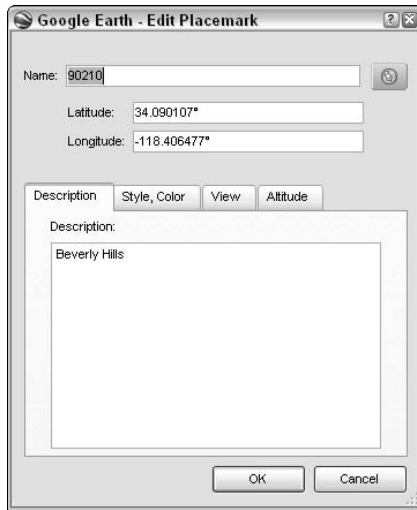 Google Earth - Edit Placemark
Name: 90210
Latitude: 34.090107°
Longitude: -118.406477°
Description Style, Color View Altitude
Description:
Beverly Hills
OK Cancel